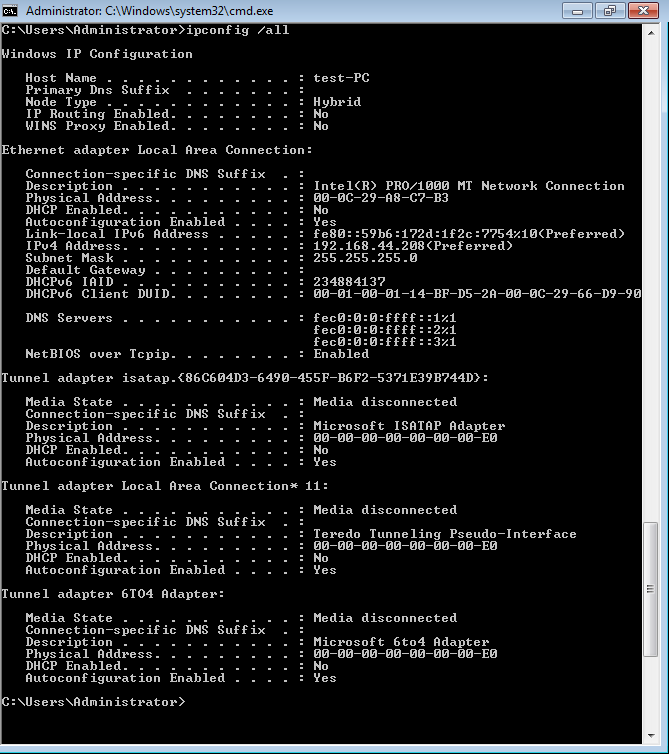 Administrator: C:\Windows\system32\cmd.exe
C:\Users\Administrator>ipconfig /all
Windows IP Configuration
Host Name . . . . . . . . . . . . : test-PC
Primary Dns Suffix  . . . . . . . :
Node Type . . . . . . . . . . . . : Hybrid
IP Routing Enabled. . . . . . . . : No
WINS Proxy Enabled. . . . . . . . : No
Ethernet adapter Local Area Connection:
Connection-specific DNS Suffix  . :
Description . . . . . . . . . . . : Intel(R) PRO/1000 MT Network Connection
Physical Address. . . . . . . . . : 00-0C-29-A8-C7-B3
DHCP Enabled. . . . . . . . . . . : No
Autoconfiguration Enabled . . . . : Yes
Link-local IPv6 Address . . . . . : fe80::59b6:172d:1f2c:7754%10(Preferred)
IPv4 Address. . . . . . . . . . . : 192.168.44.208(Preferred)
Subnet Mask . . . . . . . . . . . : 255.255.255.0
Default Gateway . . . . . . . . . :
DHCPv6 IAID . . . . . . . . . . . : 234884137
DHCPv6 Client DUID. . . . . . . . : 00-01-00-01-14-BF-D5-2A-00-0C-29-66-D9-90
DNS Servers . . . . . . . . . . . : fec0:0:0:ffff::1%1
fec0:0:0:ffff::2%1
fec0:0:0:ffff::3%1
NetBIOS over Tcpip. . . . . . . . : Enabled
Tunnel adapter isatap.{86C604D3-6490-455F-B6F2-5371E39B744D}:
Media State . . . . . . . . . . . : Media disconnected
Connection-specific DNS Suffix  . :
Description . . . . . . . . . . . : Microsoft ISATAP Adapter
Physical Address. . . . . . . . . : 00-00-00-00-00-00-00-E0
DHCP Enabled. . . . . . . . . . . : No
Autoconfiguration Enabled . . . . : Yes
Tunnel adapter Local Area Connection* 11:
Media State . . . . . . . . . . . : Media disconnected
Connection-specific DNS Suffix  . :
Description . . . . . . . . . . . : Teredo Tunneling Pseudo-Interface
Physical Address. . . . . . . . . : 00-00-00-00-00-00-00-E0
DHCP Enabled. . . . . . . . . . . : No
Autoconfiguration Enabled . . . . : Yes
Tunnel adapter 6TO4 Adapter:
Media State . . . . . . . . . . . : Media disconnected
Connection-specific DNS Suffix  . :
Description . . . . . . . . . . . : Microsoft 6to4 Adapter
Physical Address. . . . . . . . . : 00-00-00-00-00-00-00-E0
DHCP Enabled. . . . . . . . . . . : No
Autoconfiguration Enabled . . . . : Yes
C:\Users\Administrator>